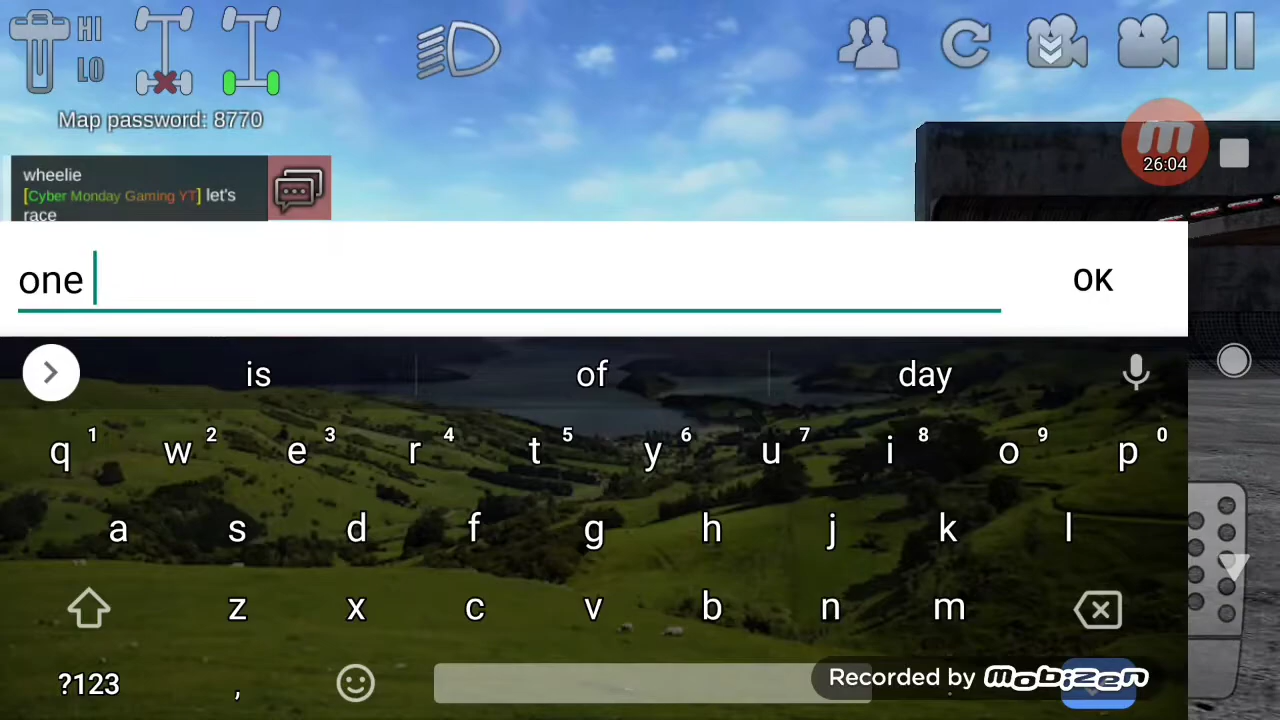 HI
LO
Map password: 8770
m
26:04
wheelie
[Cyber Monday Gaming YT] let's
race
one
OK
is of day
q 1 w 2 e 3 r 4 t 5 y 6 u 7 i 8 o 9 p 0
a s d f g h j k l
z x c v b n m
?123 ,
Recorded by mobizen